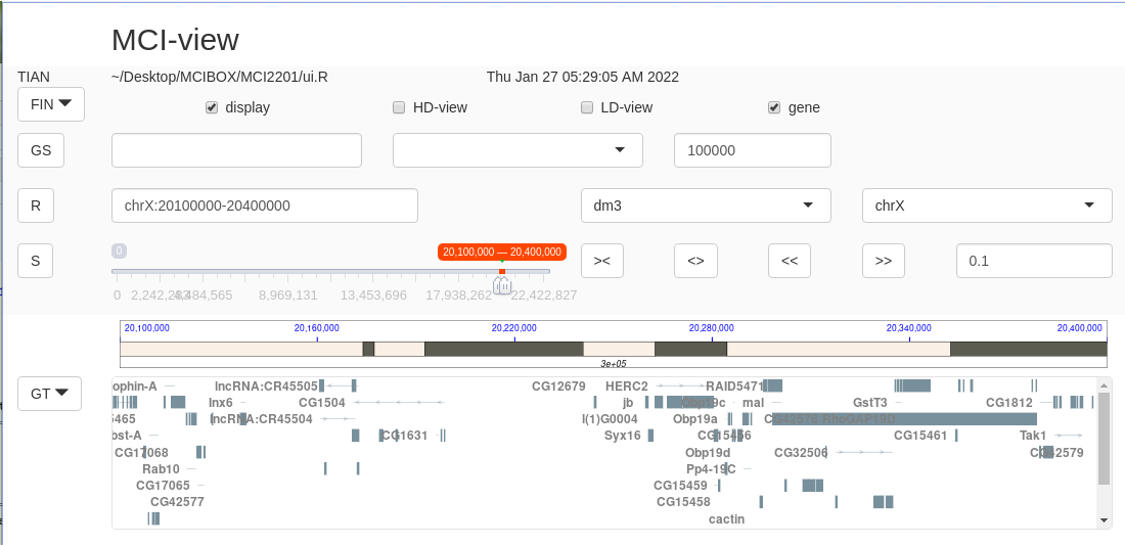 MCI-view
TIAN ~/Desktop/MCIBOX/MCI2201/ui.R Thu Jan 27 05:29:05 AM 2022
FIN display HD-view LD-view gene
GS 100000
R chrX:20100000-20400000 dm3 chrX
0 20,100,000 — 20,400,000
S >< <> << >> 0.1
0 2,242,283 4,484,565 8,969,131 13,453,696 17,938,262 22,422,827
20,100,000 20,160,000 20,220,000 20,280,000 20,340,000 20,400,000
3e+05
GT
ophin-A lncRNA:CR45505 CG12679 HERC2 RAID5471
Inx6 CG1504 jb Obp19c mal GstT3 CG1812
5465 lncRNA:CR45504 l(1)G0004 Obp19a CG42578 RhoGAP19D
ost-A CG1631 Syx16 CG15456 CG15461 Tak1
CG17068 Obp19d CG32506 CG42579
Rab10 Pp4-19C
CG17065 CG15459
CG42577 CG15458
cactin